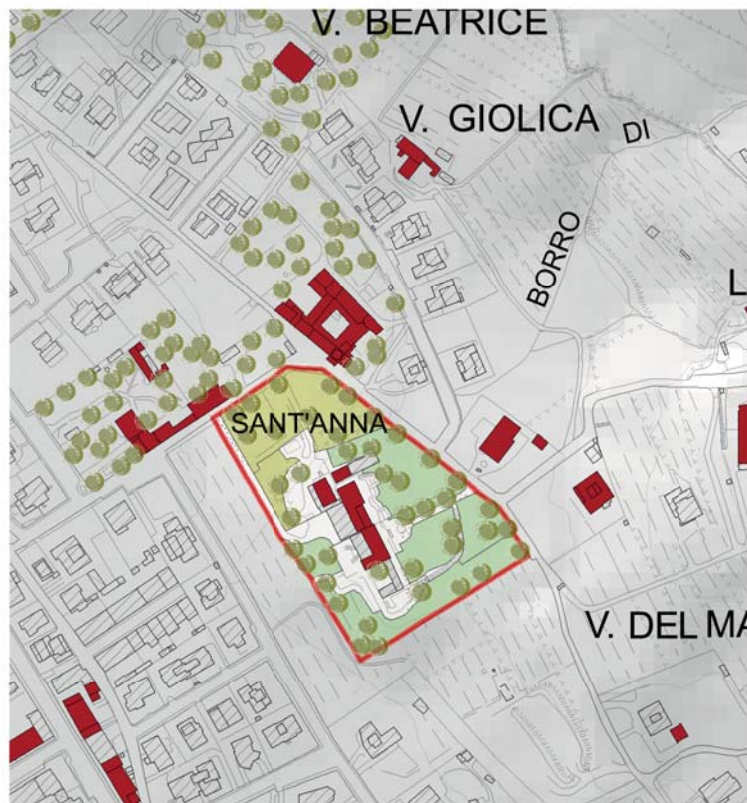 V. BEATRICE
V. GIOLICA
DI
BORRO
L
SANT'ANNA
V. DEL MA